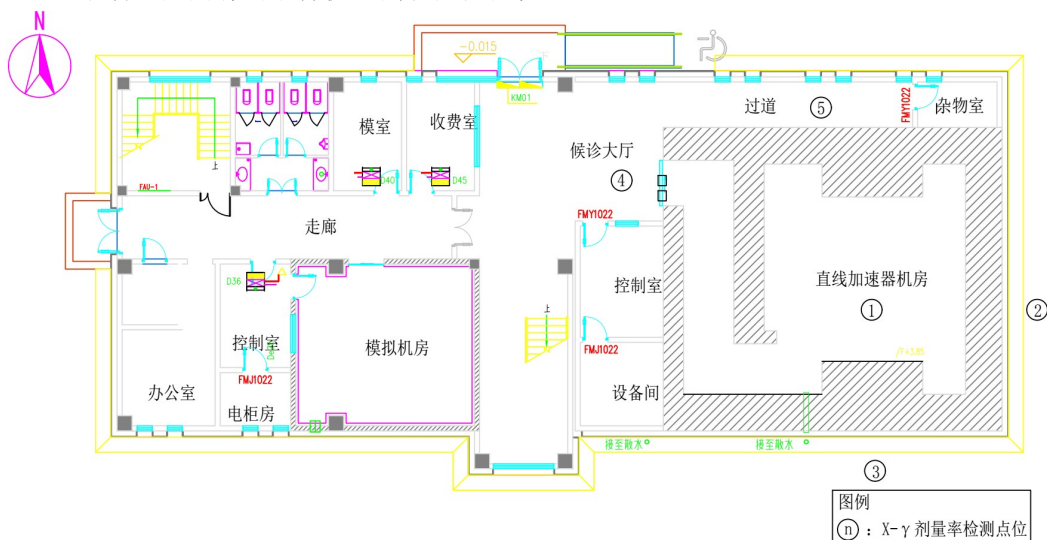 N
-0.015
KM01
过道
⑤
FMY1022
杂物室
模室
收费室
候诊大厅
上
D40
D45
④
FAU-1
FMY1022
走廊
D36
控制室
直线加速器机房
①
②
上
控制室
模拟机房
FMJ1022
FMJ1022
办公室
电柜房
设备间
接至散水
接至散水
③
图例
ⓝ : X-γ剂量率检测点位